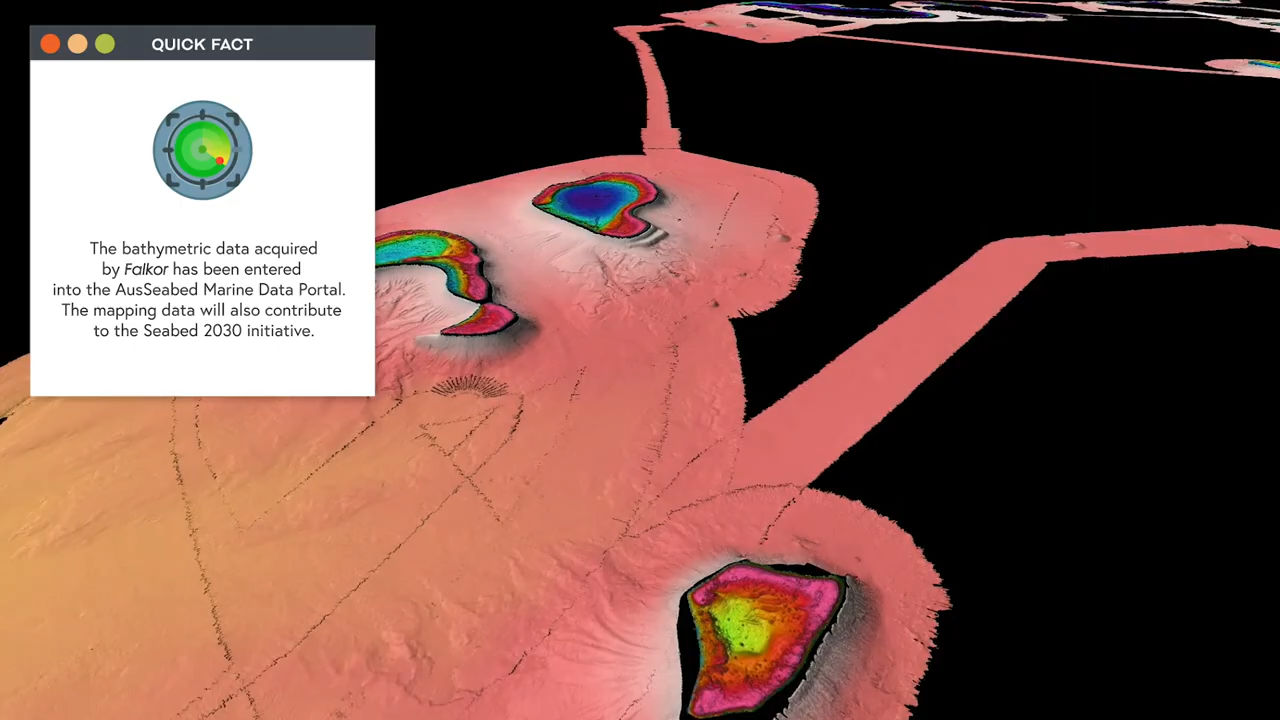 QUICK FACT
The bathymetric data acquired
by Falkor has been entered
into the AusSeabed Marine Data Portal.
The mapping data will also contribute
to the Seabed 2030 initiative.